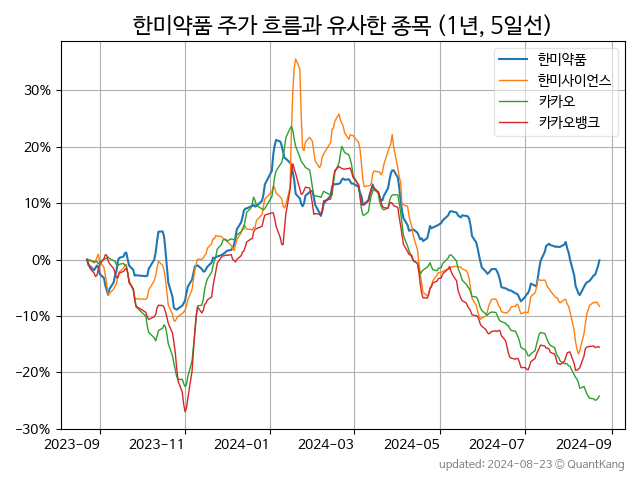 한미약품 주가 흐름과 유사한 종목 (1년, 5일선)
한미약품
한미사이언스
카카오
카카오뱅크
30%
20%
10%
0%
−10%
−20%
−30%
2023-09 2023-11 2024-01 2024-03 2024-05 2024-07 2024-09
updated: 2024-08-23 © QuantKang